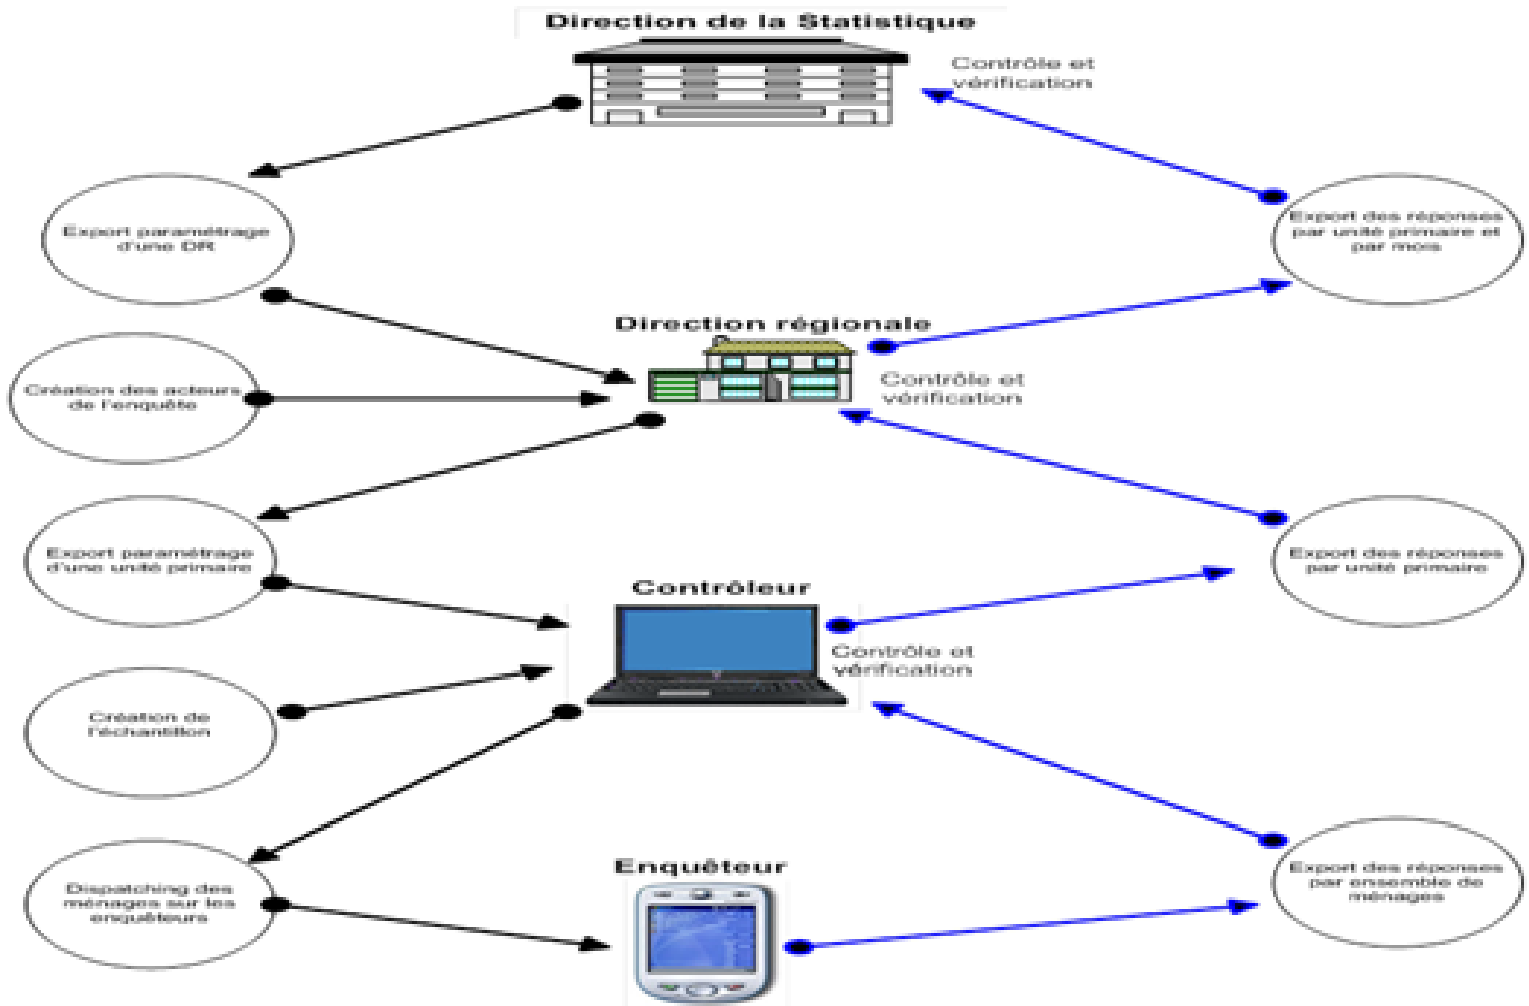 Direction de la Statistique
Contrôle et
vérification
Export paramétrage
d'une DR
Export des réponses
par unité primaire et
par mois
Direction régionale
Contrôle et
vérification
Création des acteurs
de l'enquête
Export paramétrage
d'une unité primaire
Export des réponses
par unité primaire
Contrôleur
Contrôle et
vérification
Création de
l'échantillon
Enquêteur
Dispatching des
ménages sur les
enquêteurs
Export des réponses
par ensemble de
ménages